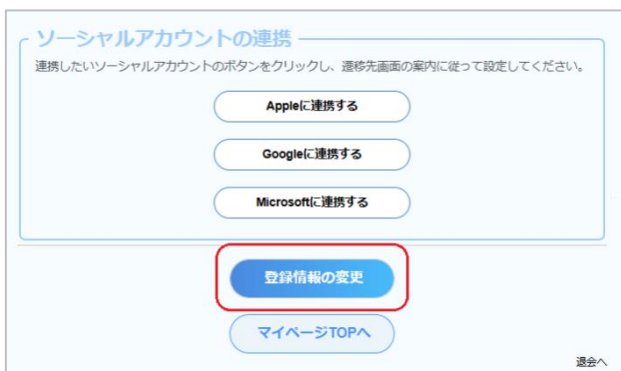 ソーシャルアカウントの連携
連携したいソーシャルアカウントのボタンをクリックし、遷移先画面の案内に従って設定してください。
Appleに連携する
Googleに連携する
Microsoftに連携する
登録情報の変更
マイページTOPへ
退会へ